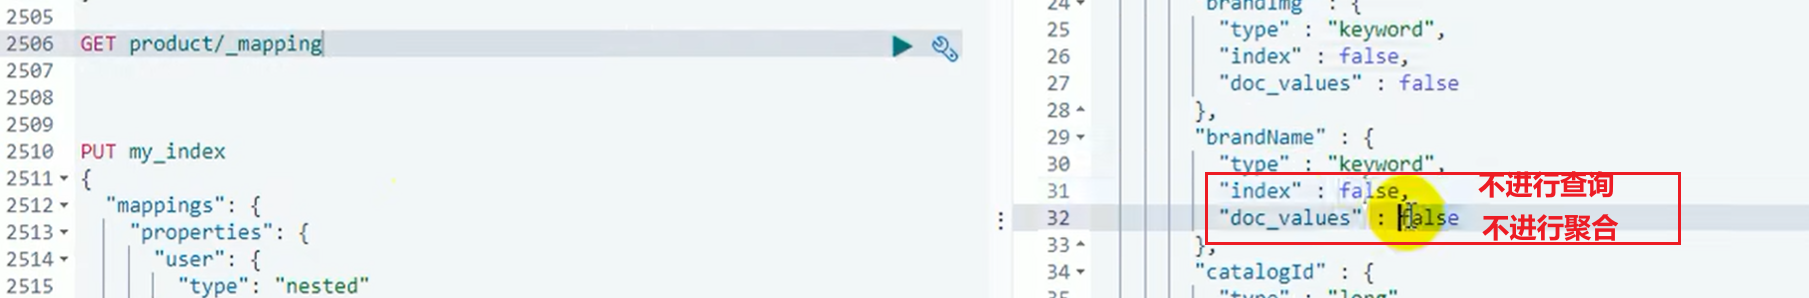 2505
2506 GET product/_mapping
2507
2508
2509
2510 PUT my_index
2511 {
2512 "mappings": {
2513 "properties": {
2514 "user": {
2515 "type": "nested"
24 "brandImg" : {
25 "type" : "keyword",
26 "index" : false,
27 "doc_values" : false
28 },
29 "brandName" : {
30 "type" : "keyword",
31 "index" : false, 不进行查询
32 "doc_values" : false 不进行聚合
33 },
34 "catalogId" : {
35 "type" : "long"